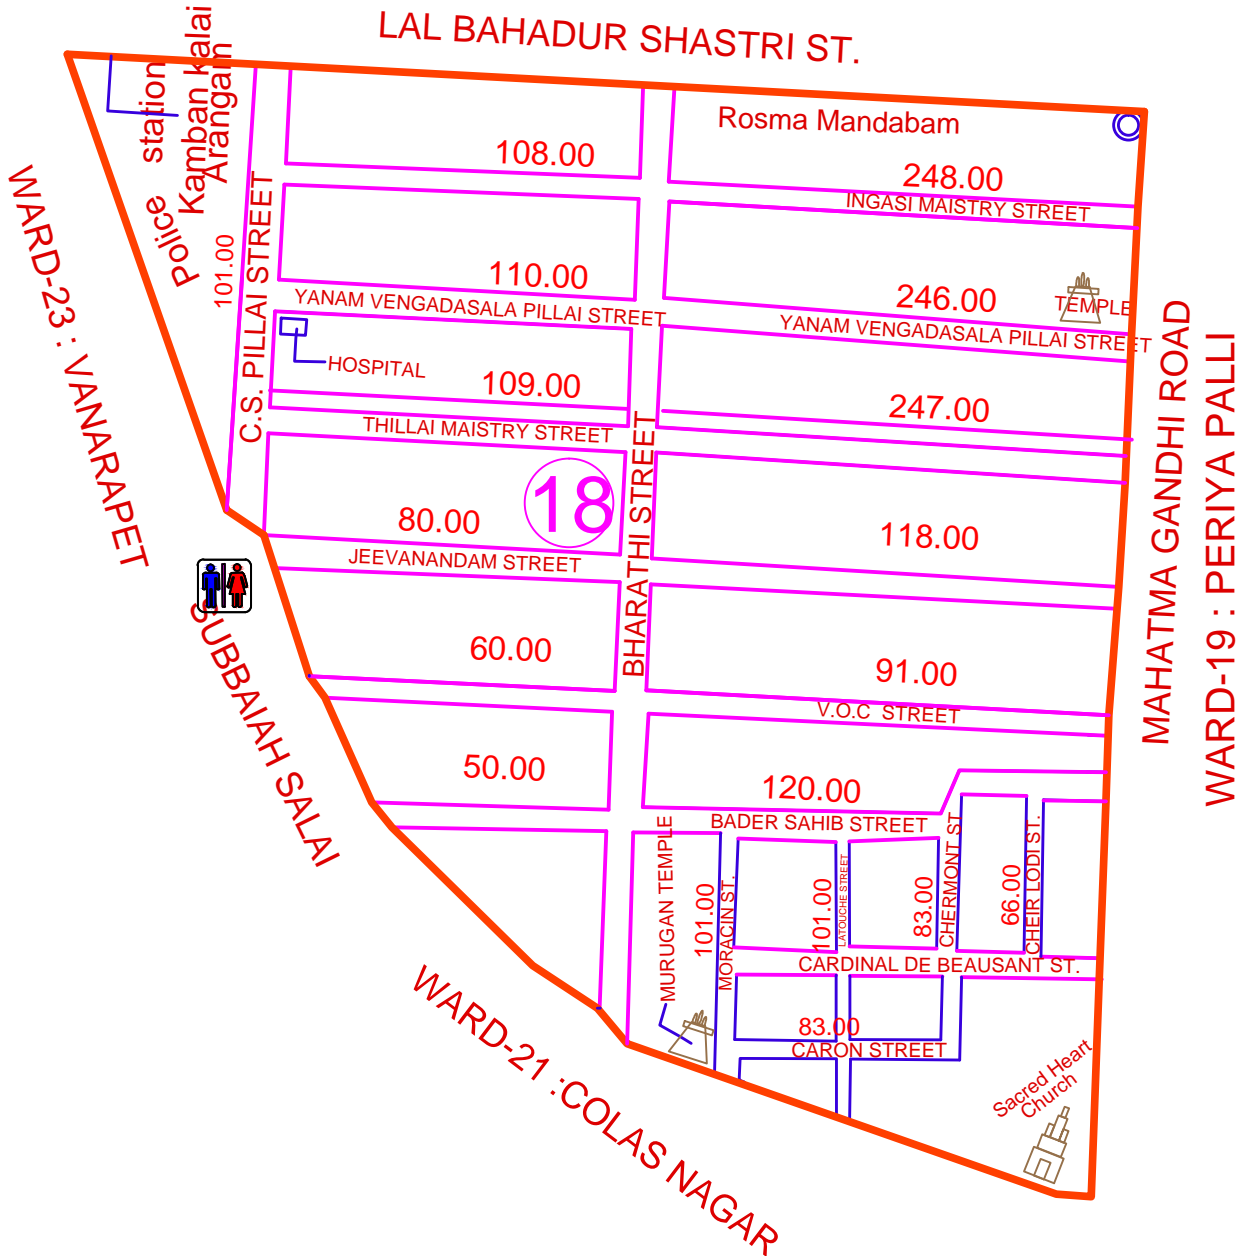 LAL BAHADUR SHASTRI ST.
Police station
Kamban kalai
Arangam
Rosma Mandabam
108.00
248.00
INGASI MAISTRY STREET
WARD-23 : VANARAPET
101.00
C.S. PILLAI STREET
110.00
246.00
TEMPLE
YANAM VENGADASALA PILLAI STREET
YANAM VENGADASALA PILLAI STREET
HOSPITAL
109.00
247.00
THILLAI MAISTRY STREET
MAHATMA GANDHI ROAD
WARD-19 : PERIYA PALLI
BHARATHI STREET
18
80.00
118.00
JEEVANANDAM STREET
SUBBAIAH SALAI
60.00
91.00
V.O.C STREET
50.00
120.00
BADER SAHIB STREET
MURUGAN TEMPLE
101.00
MORACIN ST.
101.00
LATOUCHE STREET
83.00
CHERMONT ST
66.00
CHEIR LODI ST.
CARDINAL DE BEAUSANT ST.
83.00
CARON STREET
WARD-21 :COLAS NAGAR
Sacred Heart
Church